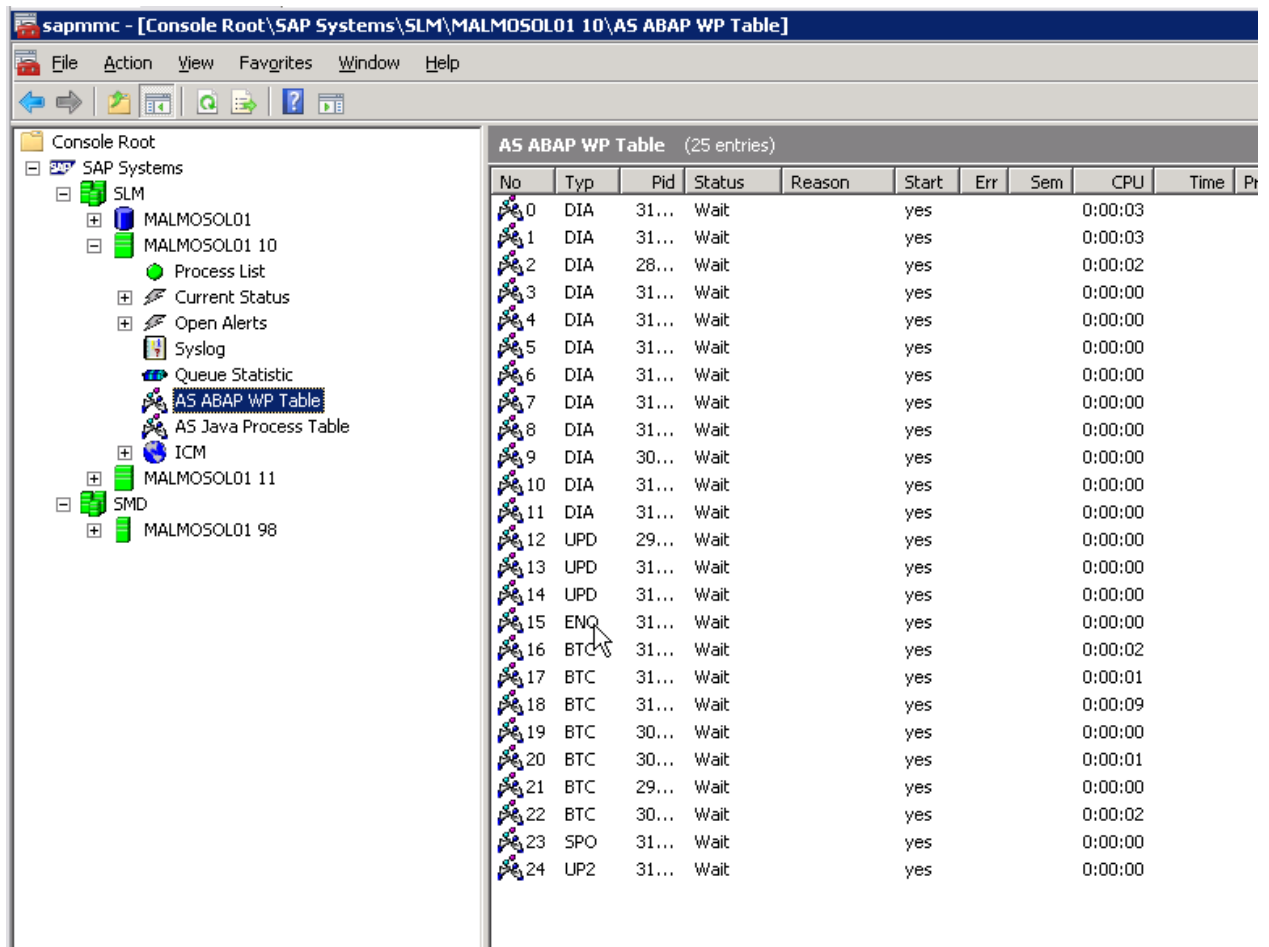 sapmmc - [Console Root\SAP Systems\SLM\MALMOSOL01 10\AS ABAP WP Table]
File Action View Favorites Window Help
Console Root
SAP Systems
SLM
MALMOSOL01
MALMOSOL01 10
Process List
Current Status
Open Alerts
Syslog
Queue Statistic
AS ABAP WP Table
AS Java Process Table
ICM
MALMOSOL01 11
SMD
MALMOSOL01 98
AS ABAP WP Table (25 entries)
No Typ Pid Status Reason Start Err Sem CPU Time Pr
0 DIA 31... Wait yes 0:00:03
1 DIA 31... Wait yes 0:00:03
2 DIA 28... Wait yes 0:00:02
3 DIA 31... Wait yes 0:00:00
4 DIA 31... Wait yes 0:00:00
5 DIA 31... Wait yes 0:00:00
6 DIA 31... Wait yes 0:00:00
7 DIA 31... Wait yes 0:00:00
8 DIA 31... Wait yes 0:00:00
9 DIA 30... Wait yes 0:00:00
10 DIA 31... Wait yes 0:00:00
11 DIA 31... Wait yes 0:00:00
12 UPD 29... Wait yes 0:00:00
13 UPD 31... Wait yes 0:00:00
14 UPD 31... Wait yes 0:00:00
15 ENQ 31... Wait yes 0:00:00
16 BTC 31... Wait yes 0:00:02
17 BTC 31... Wait yes 0:00:01
18 BTC 31... Wait yes 0:00:09
19 BTC 30... Wait yes 0:00:00
20 BTC 30... Wait yes 0:00:01
21 BTC 29... Wait yes 0:00:00
22 BTC 30... Wait yes 0:00:02
23 SPO 31... Wait yes 0:00:00
24 UP2 31... Wait yes 0:00:00